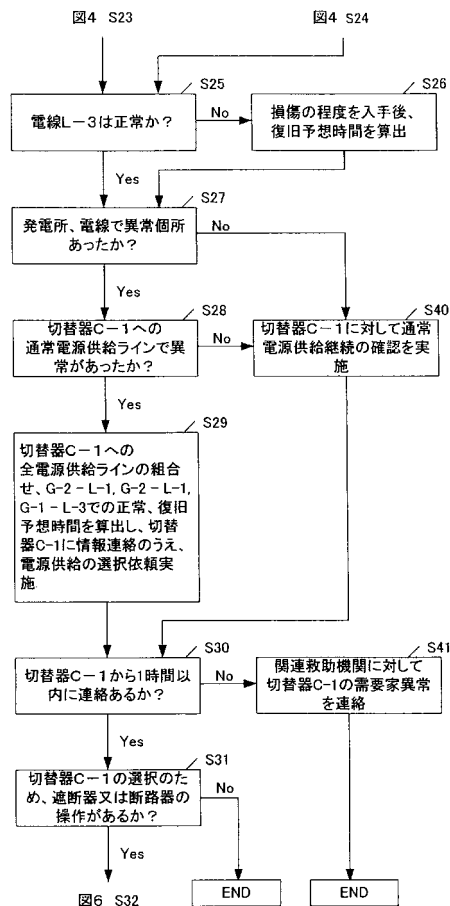 図4 S23
図4 S24
S25
電線L－3は正常か？
No
S26
損傷の程度を入手後、
復旧予想時間を算出
Yes
S27
発電所、電線で異常個所
あったか？
No
Yes
S28
切替器C－1への
通常電源供給ラインで異
常があったか？
No
S40
切替器C－1に対して通常
電源供給継続の確認を実
施
Yes
S29
切替器C－1への
全電源供給ラインの組合
せ、G-2－L-1, G-2－L-1,
G-1－L-3での正常、復旧
予想時間を算出し、切替
器C-1に情報連絡のうえ、
電源供給の選択依頼実
施
S30
切替器C－1から1時間以
内に連絡あるか？
No
S41
関連救助機関に対して
切替器C-1の需要家異常
を連絡
Yes
S31
切替器C－1の選択のた
め、遮断器又は断路器の
操作があるか？
No
Yes
図6 S32
END
END